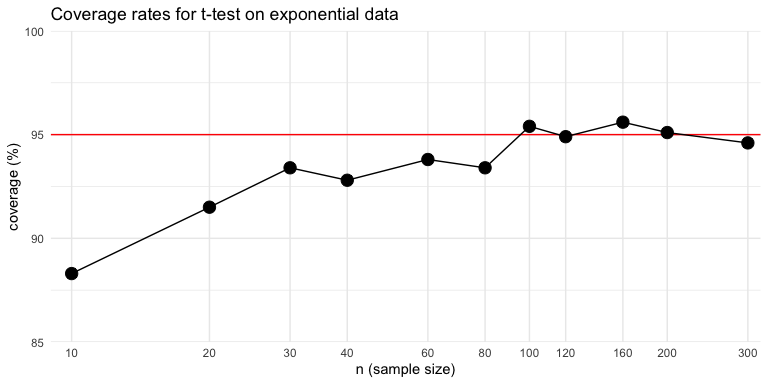 Coverage rates for t-test on exponential data
100
95
90
85
coverage (%)
10 20 30 40 60 80 100 120 160 200 300
n (sample size)